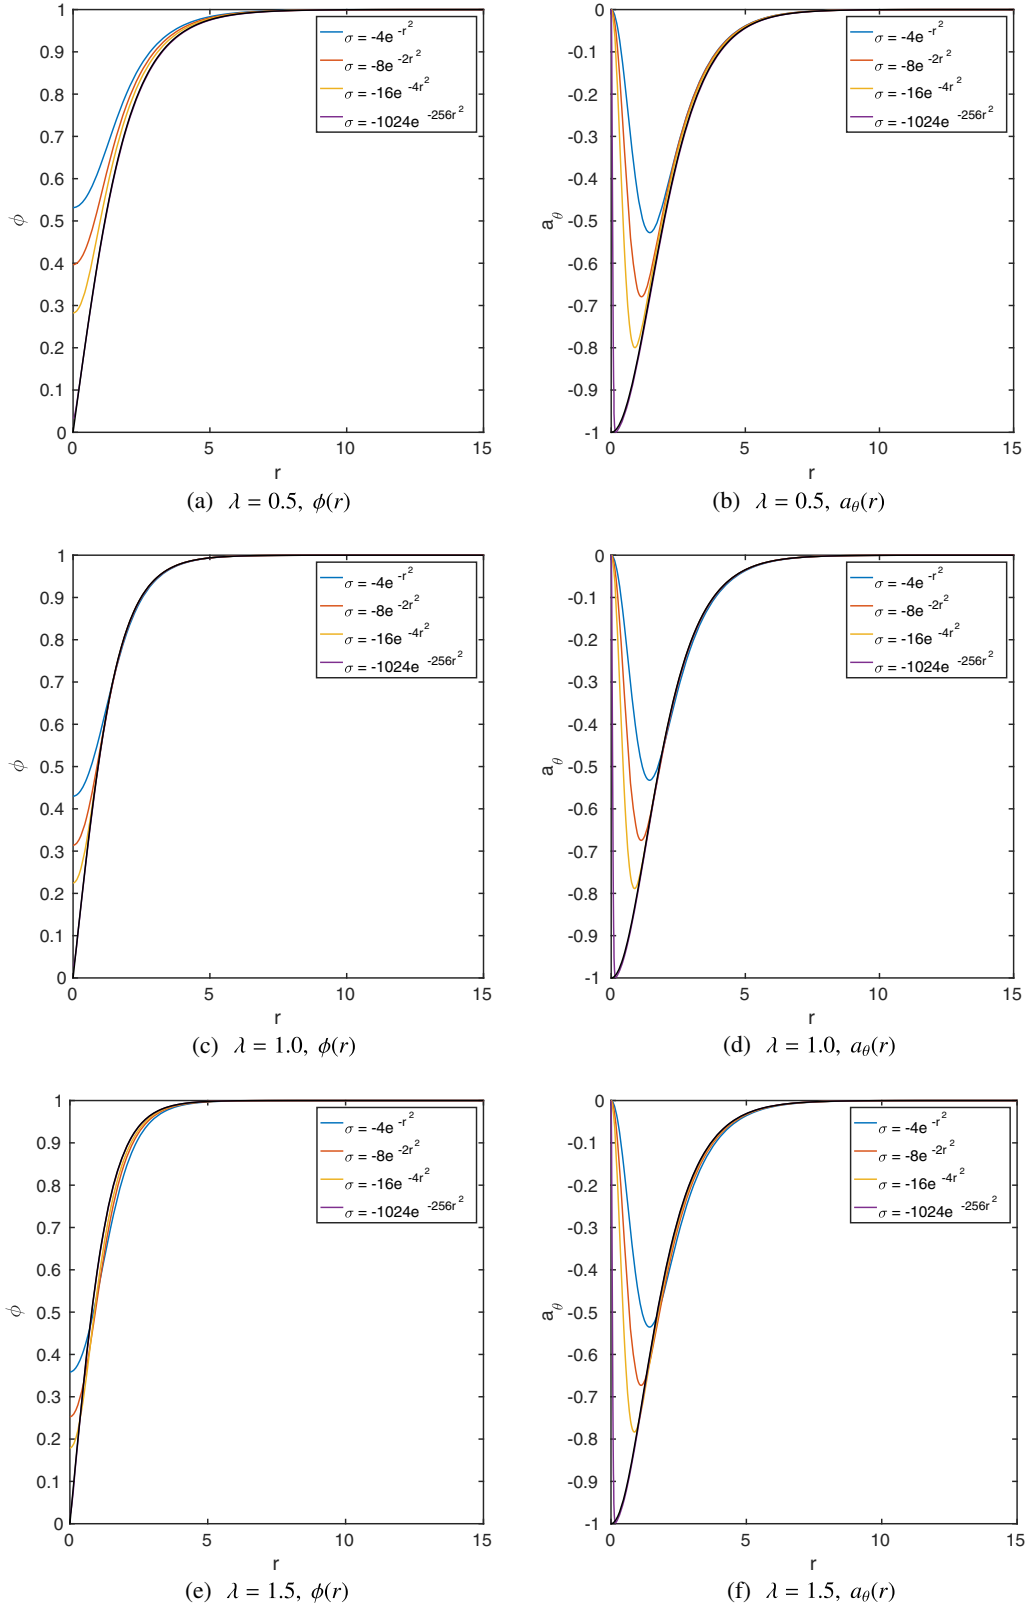 1
0.9
0.8
0.7
0.6
0.5
0.4
0.3
0.2
0.1
0
ϕ
0 5 10 15
r
σ = -4e^{-r^2}
σ = -8e^{-2r^2}
σ = -16e^{-4r^2}
σ = -1024e^{-256r^2}
(a) λ = 0.5, ϕ(r)
0
-0.1
-0.2
-0.3
-0.4
-0.5
-0.6
-0.7
-0.8
-0.9
-1
a_θ
0 5 10 15
r
σ = -4e^{-r^2}
σ = -8e^{-2r^2}
σ = -16e^{-4r^2}
σ = -1024e^{-256r^2}
(b) λ = 0.5, a_θ(r)
1
0.9
0.8
0.7
0.6
0.5
0.4
0.3
0.2
0.1
0
ϕ
0 5 10 15
r
σ = -4e^{-r^2}
σ = -8e^{-2r^2}
σ = -16e^{-4r^2}
σ = -1024e^{-256r^2}
(c) λ = 1.0, ϕ(r)
0
-0.1
-0.2
-0.3
-0.4
-0.5
-0.6
-0.7
-0.8
-0.9
-1
a_θ
0 5 10 15
r
σ = -4e^{-r^2}
σ = -8e^{-2r^2}
σ = -16e^{-4r^2}
σ = -1024e^{-256r^2}
(d) λ = 1.0, a_θ(r)
1
0.9
0.8
0.7
0.6
0.5
0.4
0.3
0.2
0.1
0
ϕ
0 5 10 15
r
σ = -4e^{-r^2}
σ = -8e^{-2r^2}
σ = -16e^{-4r^2}
σ = -1024e^{-256r^2}
(e) λ = 1.5, ϕ(r)
0
-0.1
-0.2
-0.3
-0.4
-0.5
-0.6
-0.7
-0.8
-0.9
-1
a_θ
0 5 10 15
r
σ = -4e^{-r^2}
σ = -8e^{-2r^2}
σ = -16e^{-4r^2}
σ = -1024e^{-256r^2}
(f) λ = 1.5, a_θ(r)